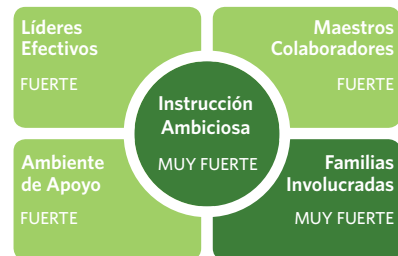 Líderes
Efectivos
FUERTE
Maestros
Colaboradores
FUERTE
Instrucción
Ambiciosa
MUY FUERTE
Ambiente
de Apoyo
FUERTE
Familias
Involucradas
MUY FUERTE